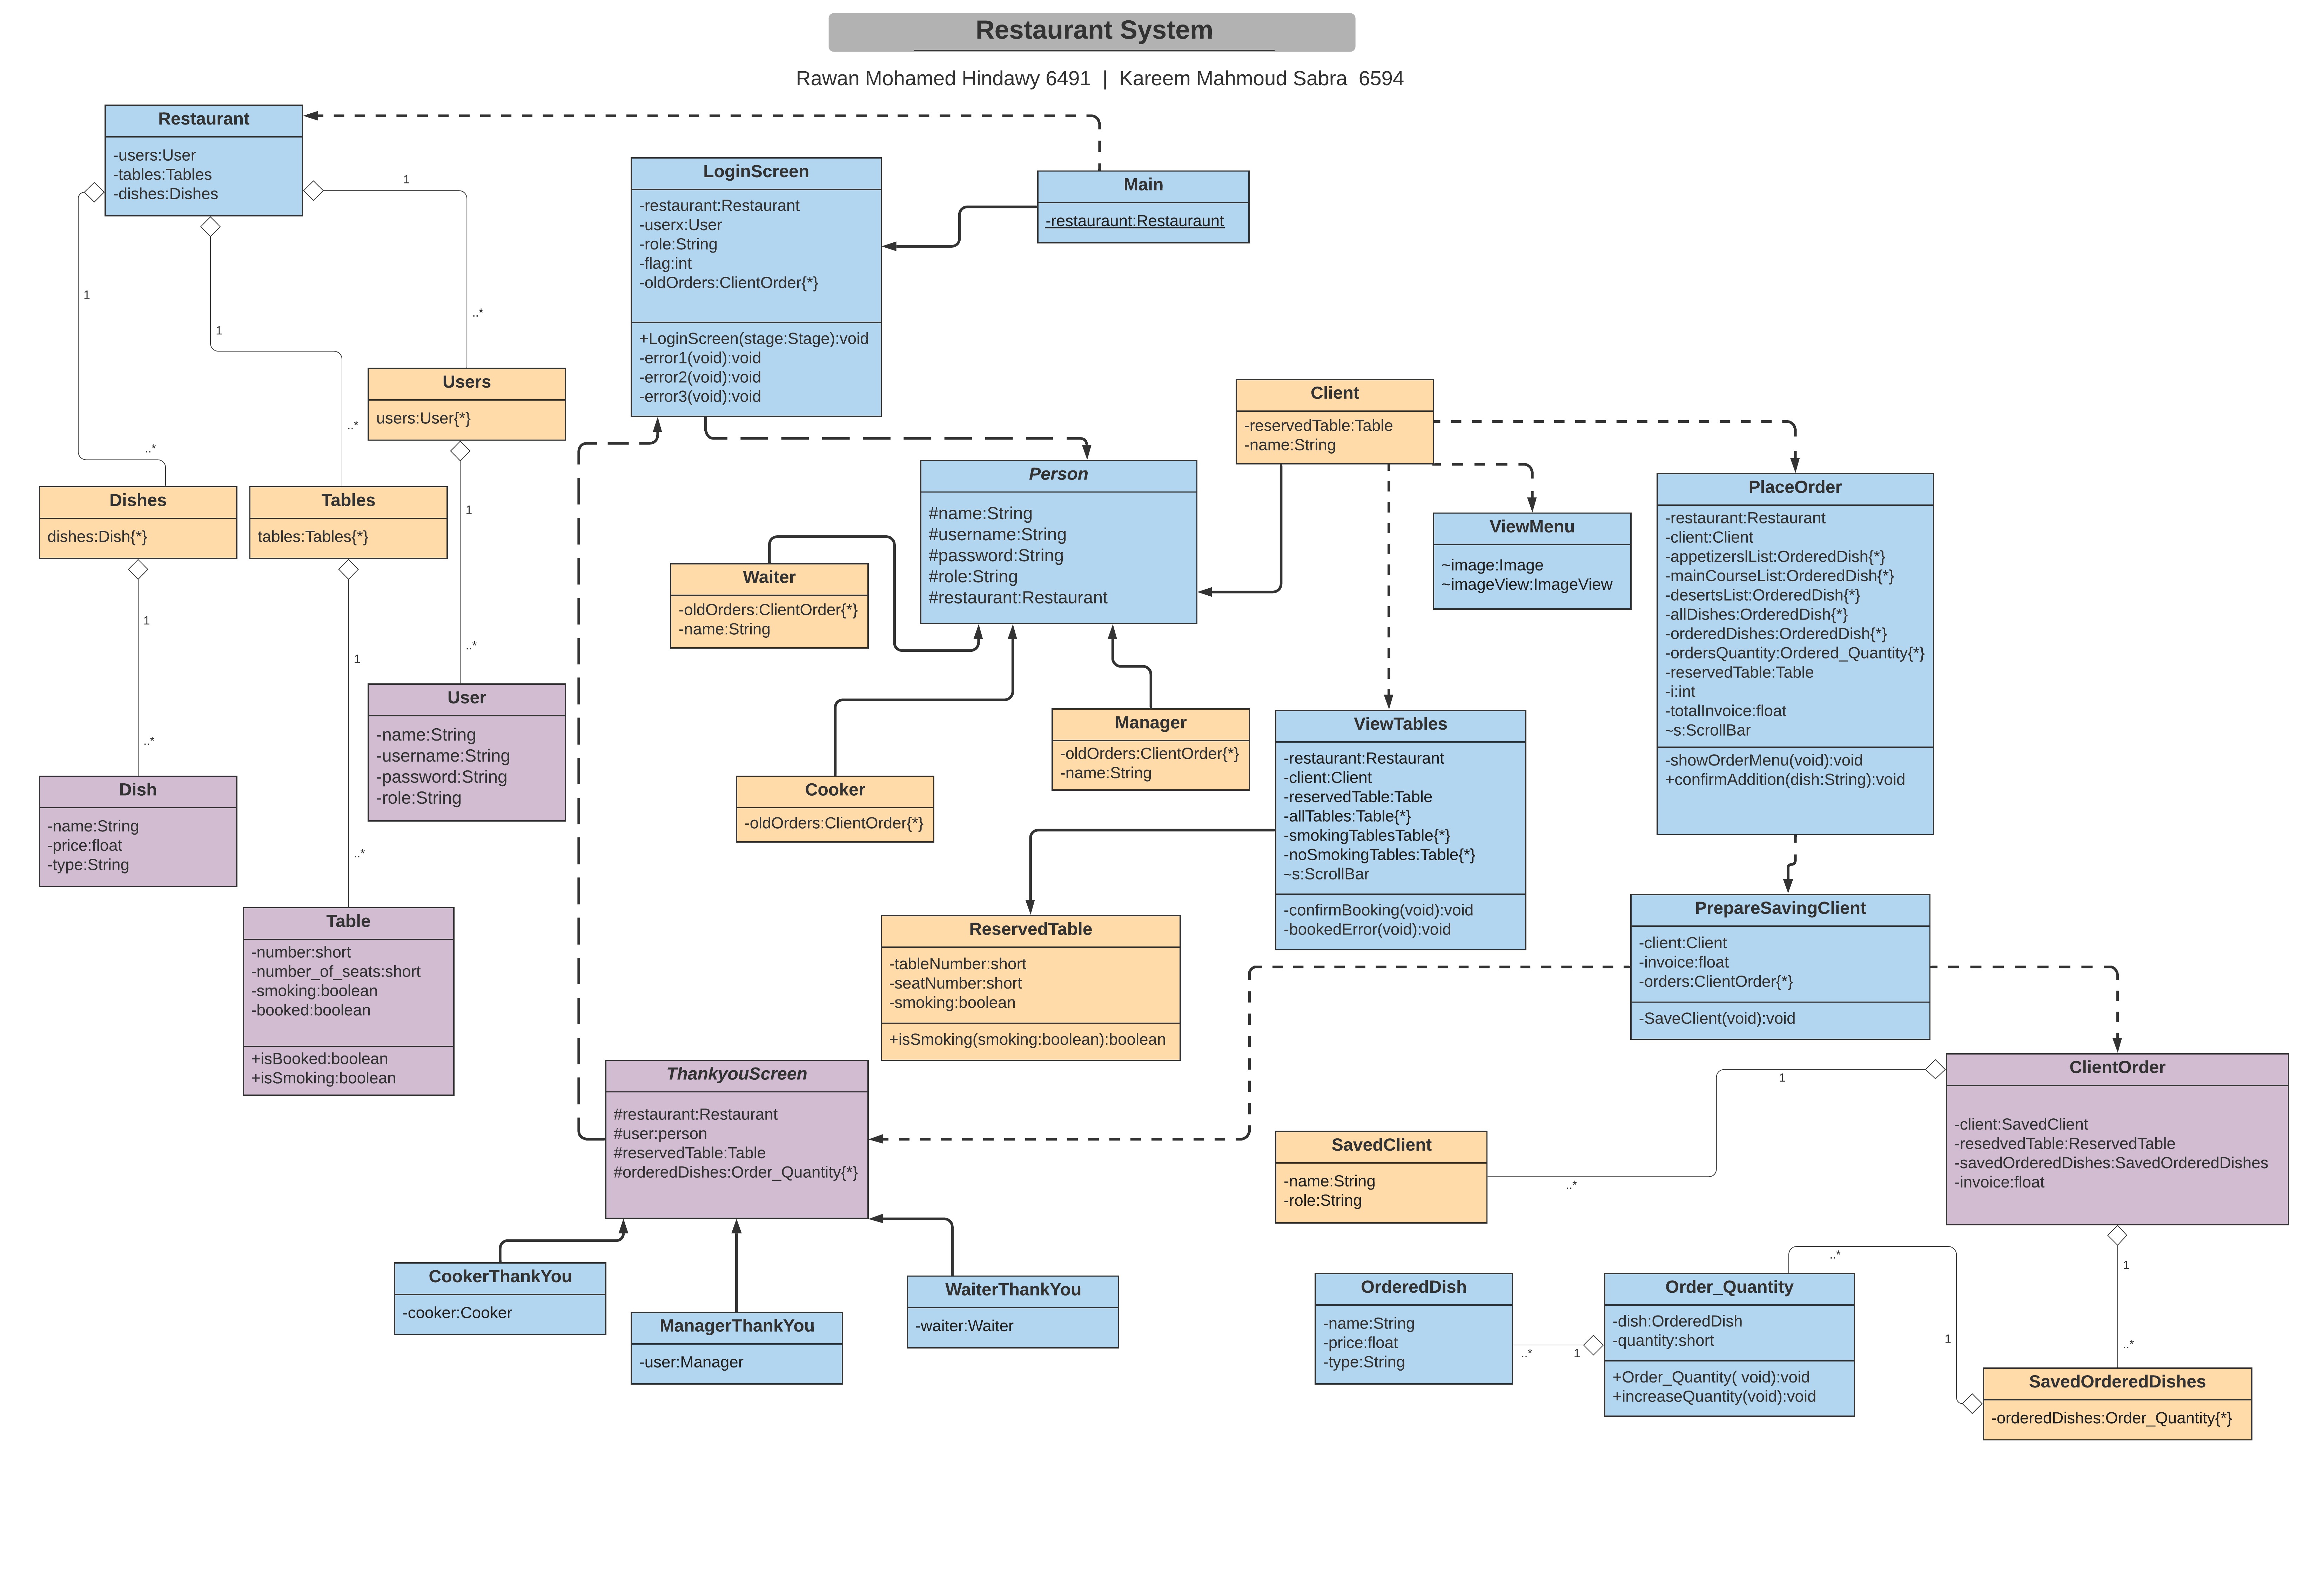 Restaurant System
Rawan Mohamed Hindawy 6491 | Kareem Mahmoud Sabra 6594
Restaurant
-users:User
-tables:Tables
-dishes:Dishes
1
1
1
..*
..*
..*
LoginScreen
-restaurant:Restaurant
-userx:User
-role:String
-flag:int
-oldOrders:ClientOrder{*}
+LoginScreen(stage:Stage):void
-error1(void):void
-error2(void):void
-error3(void):void
Main
-restauraunt:Restauraunt
Users
users:User{*}
Dishes
dishes:Dish{*}
Tables
tables:Tables{*}
1
..*
1
..*
1
..*
User
-name:String
-username:String
-password:String
-role:String
Dish
-name:String
-price:float
-type:String
Table
-number:short
-number_of_seats:short
-smoking:boolean
-booked:boolean
+isBooked:boolean
+isSmoking:boolean
Client
-reservedTable:Table
-name:String
Person
#name:String
#username:String
#password:String
#role:String
#restaurant:Restaurant
Waiter
-oldOrders:ClientOrder{*}
-name:String
Cooker
-oldOrders:ClientOrder{*}
Manager
-oldOrders:ClientOrder{*}
-name:String
ViewMenu
~image:Image
~imageView:ImageView
PlaceOrder
-restaurant:Restaurant
-client:Client
-appetizerslList:OrderedDish{*}
-mainCourseList:OrderedDish{*}
-desertsList:OrderedDish{*}
-allDishes:OrderedDish{*}
-orderedDishes:OrderedDish{*}
-ordersQuantity:Ordered_Quantity{*}
-reservedTable:Table
-i:int
-totalInvoice:float
~s:ScrollBar
-showOrderMenu(void):void
+confirmAddition(dish:String):void
ViewTables
-restaurant:Restaurant
-client:Client
-reservedTable:Table
-allTables:Table{*}
-smokingTablesTable{*}
-noSmokingTables:Table{*}
~s:ScrollBar
-confirmBooking(void):void
-bookedError(void):void
ReservedTable
-tableNumber:short
-seatNumber:short
-smoking:boolean
+isSmoking(smoking:boolean):boolean
PrepareSavingClient
-client:Client
-invoice:float
-orders:ClientOrder{*}
-SaveClient(void):void
ThankyouScreen
#restaurant:Restaurant
#user:person
#reservedTable:Table
#orderedDishes:Order_Quantity{*}
CookerThankYou
-cooker:Cooker
ManagerThankYou
-user:Manager
WaiterThankYou
-waiter:Waiter
ClientOrder
-client:SavedClient
-resedvedTable:ReservedTable
-savedOrderedDishes:SavedOrderedDishes
-invoice:float
1
..*
SavedClient
-name:String
-role:String
OrderedDish
-name:String
-price:float
-type:String
..*
1
Order_Quantity
-dish:OrderedDish
-quantity:short
+Order_Quantity( void):void
+increaseQuantity(void):void
..*
1
1
..*
SavedOrderedDishes
-orderedDishes:Order_Quantity{*}